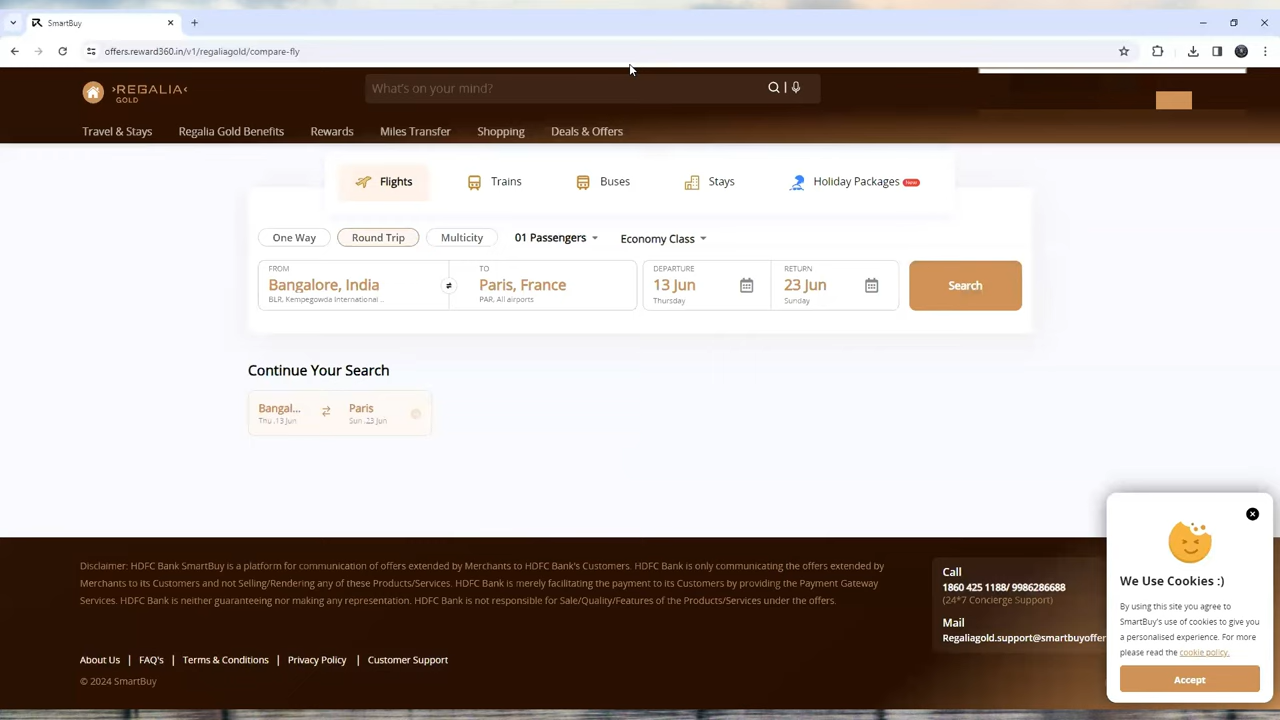 SmartBuy
offers.reward360.in/v1/regaliagold/compare-fly
›REGALIA‹
GOLD
What's on your mind?
Travel & Stays Regalia Gold Benefits Rewards Miles Transfer Shopping Deals & Offers
Flights Trains Buses Stays Holiday Packages New
One Way Round Trip Multicity 01 Passengers Economy Class
FROM TO DEPARTURE RETURN
Bangalore, India Paris, France 13 Jun 23 Jun Search
BLR, Kempegowda International... PAR, All airports Thursday Sunday
Continue Your Search
Bangal... Paris
Thu ,13 Jun Sun ,23 Jun
Disclaimer: HDFC Bank SmartBuy is a platform for communication of offers extended by Merchants to HDFC Bank's Customers. HDFC Bank is only communicating the offers extended by
Merchants to its Customers and not Selling/Rendering any of these Products/Services. HDFC Bank is merely facilitating the payment to its Customers by providing the Payment Gateway
Services. HDFC Bank is neither guaranteeing nor making any representation. HDFC Bank is not responsible for Sale/Quality/Features of the Products/Services under the offers.
Call
1860 425 1188/ 9986286688
(24*7 Concierge Support)
Mail
Regaliagold.support@smartbuyoffer
About Us | FAQ's | Terms & Conditions | Privacy Policy | Customer Support
© 2024 SmartBuy
We Use Cookies :)
By using this site you agree to
SmartBuy's use of cookies to give you
a personalised experience. For more
please read the cookie policy.
Accept